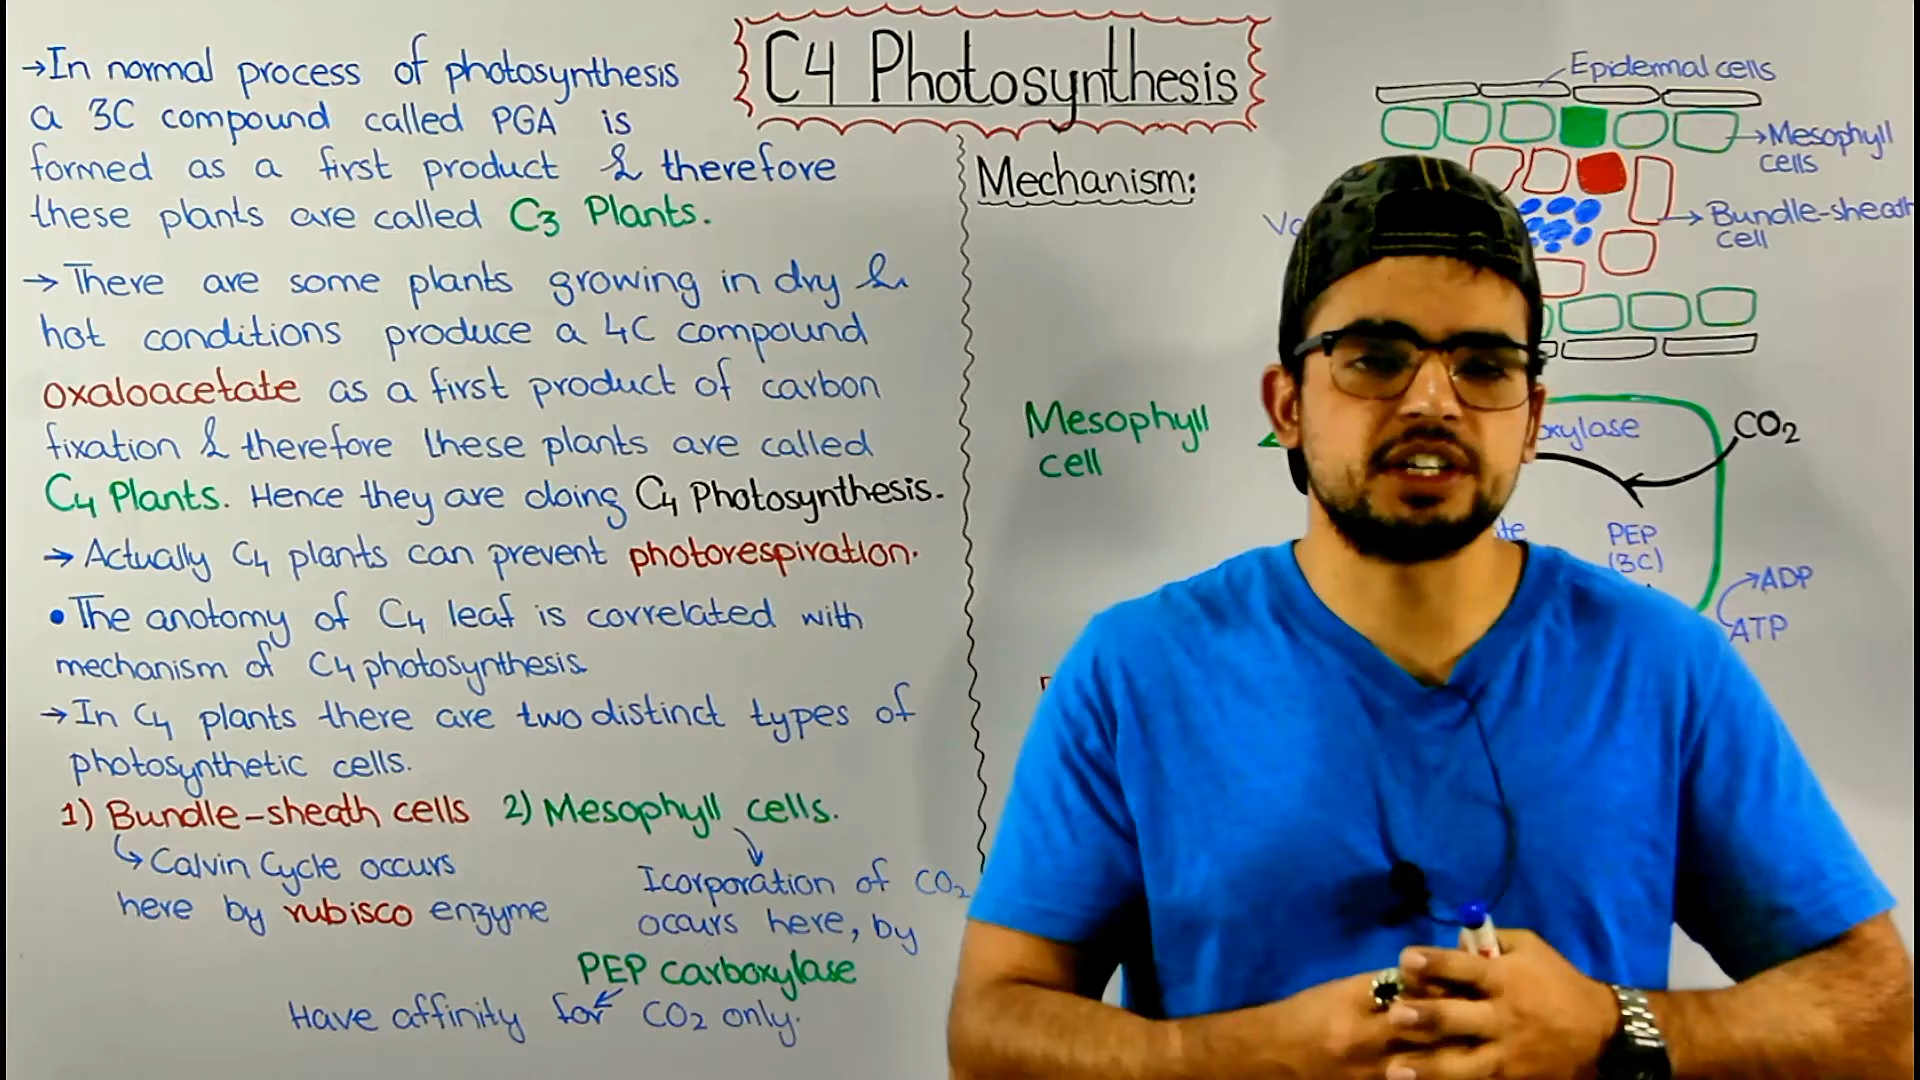 C4 Photosynthesis
→In normal process of photosynthesis
a 3C compound called PGA is
formed as a first product & therefore
these plants are called C3 Plants.
→ There are some plants growing in dry &
hot conditions produce a 4C compound
oxaloacetate as a first product of carbon
fixation & therefore these plants are called
C4 Plants. Hence they are doing C4 Photosynthesis.
→ Actually C4 plants can prevent photorespiration.
• The anotomy of C4 leaf is correlated with
mechanism of C4 photosynthesis
→ In C4 plants there are two distinct types of
photosynthetic cells.
1) Bundle-sheath cells 2) Mesophyll cells.
Calvin Cycle occurs
here by rubisco enzyme
Icorporation of CO2
occurs here, by
PEP carboxylase
Have affinity for CO2 only.
Mechanism:
Epidermal cells
Mesophyll
cells
Bundle-sheath
cell
Mesophyll
cell
CO2
PEP
(3C)
ADP
ATP